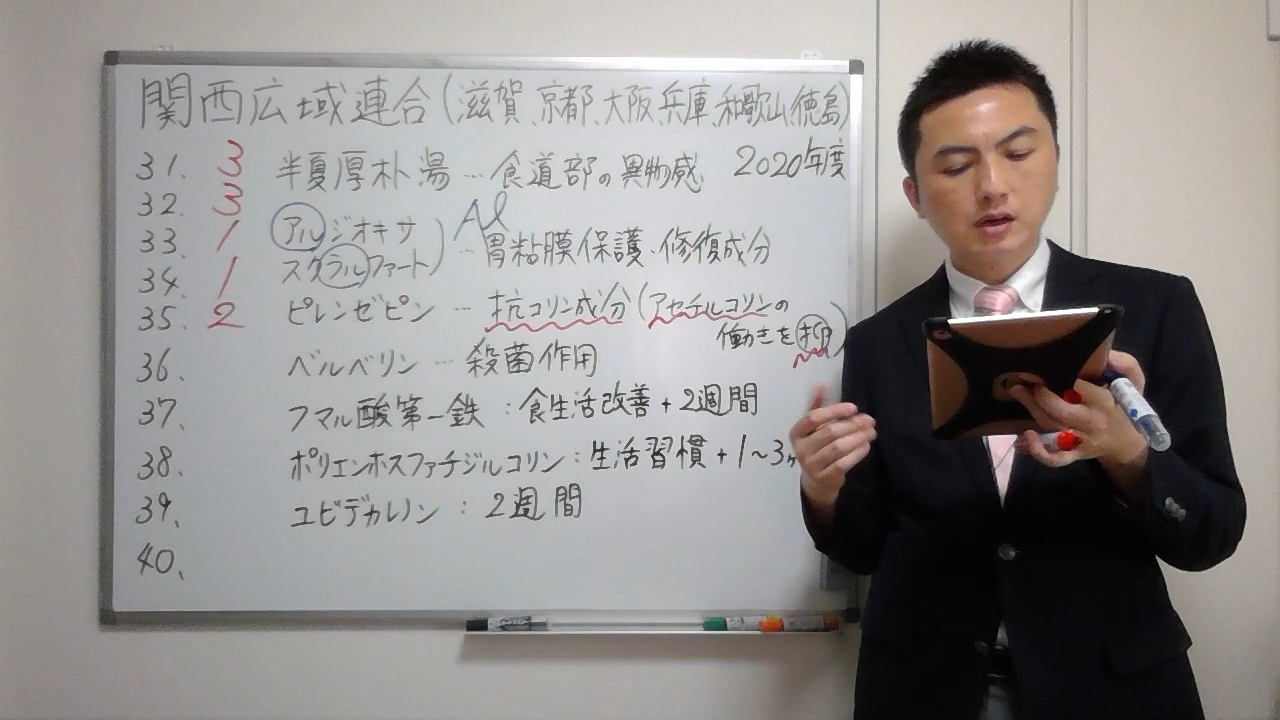 関西広域連合(滋賀、京都、大阪、兵庫、和歌山、徳島)
2020年度
31. 3 半夏厚朴湯…食道部の異物感
32. 3
アルジオキサ
33. 1 Al …胃粘膜保護・修復成分
34. 1 スクラルファート
35. 2 ピレンゼピン…抗コリン成分(アセチルコリンの
働きを抑)
36. ベルベリン…殺菌作用
37. フマル酸第一鉄:食生活改善+2週間
38. ポリエンホスファチジルコリン:生活習慣+1~3ヶ
39. ユビデカレノン:2週間
40.